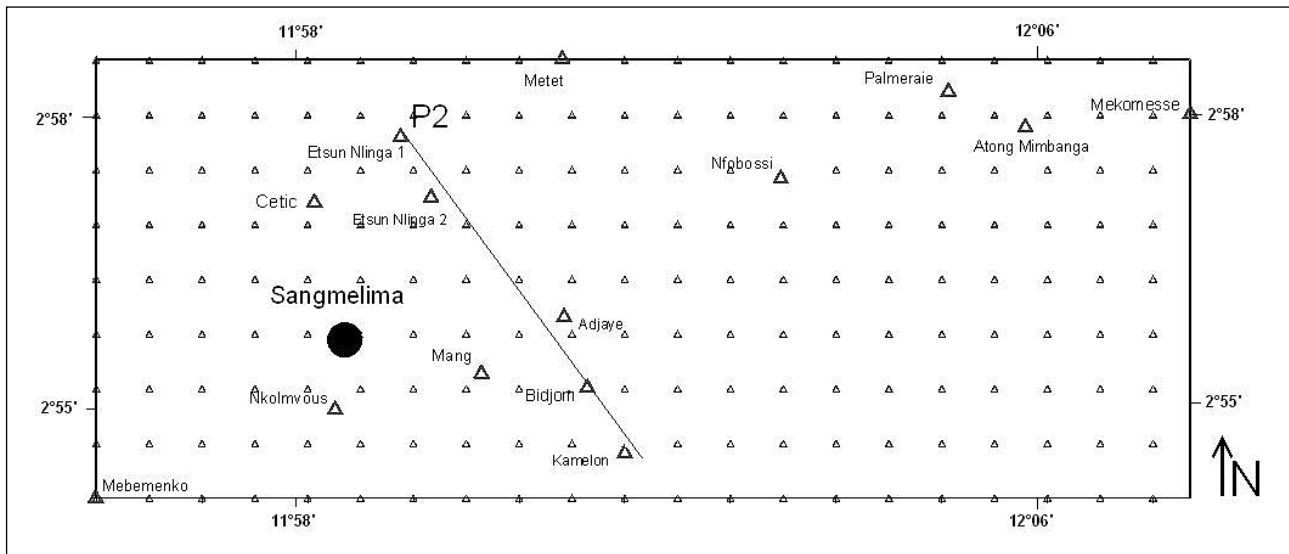 11°58' 12°06'
Metet
Palmeraie
Mekomesse
2°58' P2 2°58'
Atong Mimbanga
Etsun Nlinga 1
Nfobossi
Cetic
Etsun Nlinga 2
Sangmelima
Adjaye
Mang
Bidjom
Nkolmvous
2°55' 2°55'
Kamelon
Mebemenko
N
11°58' 12°06'